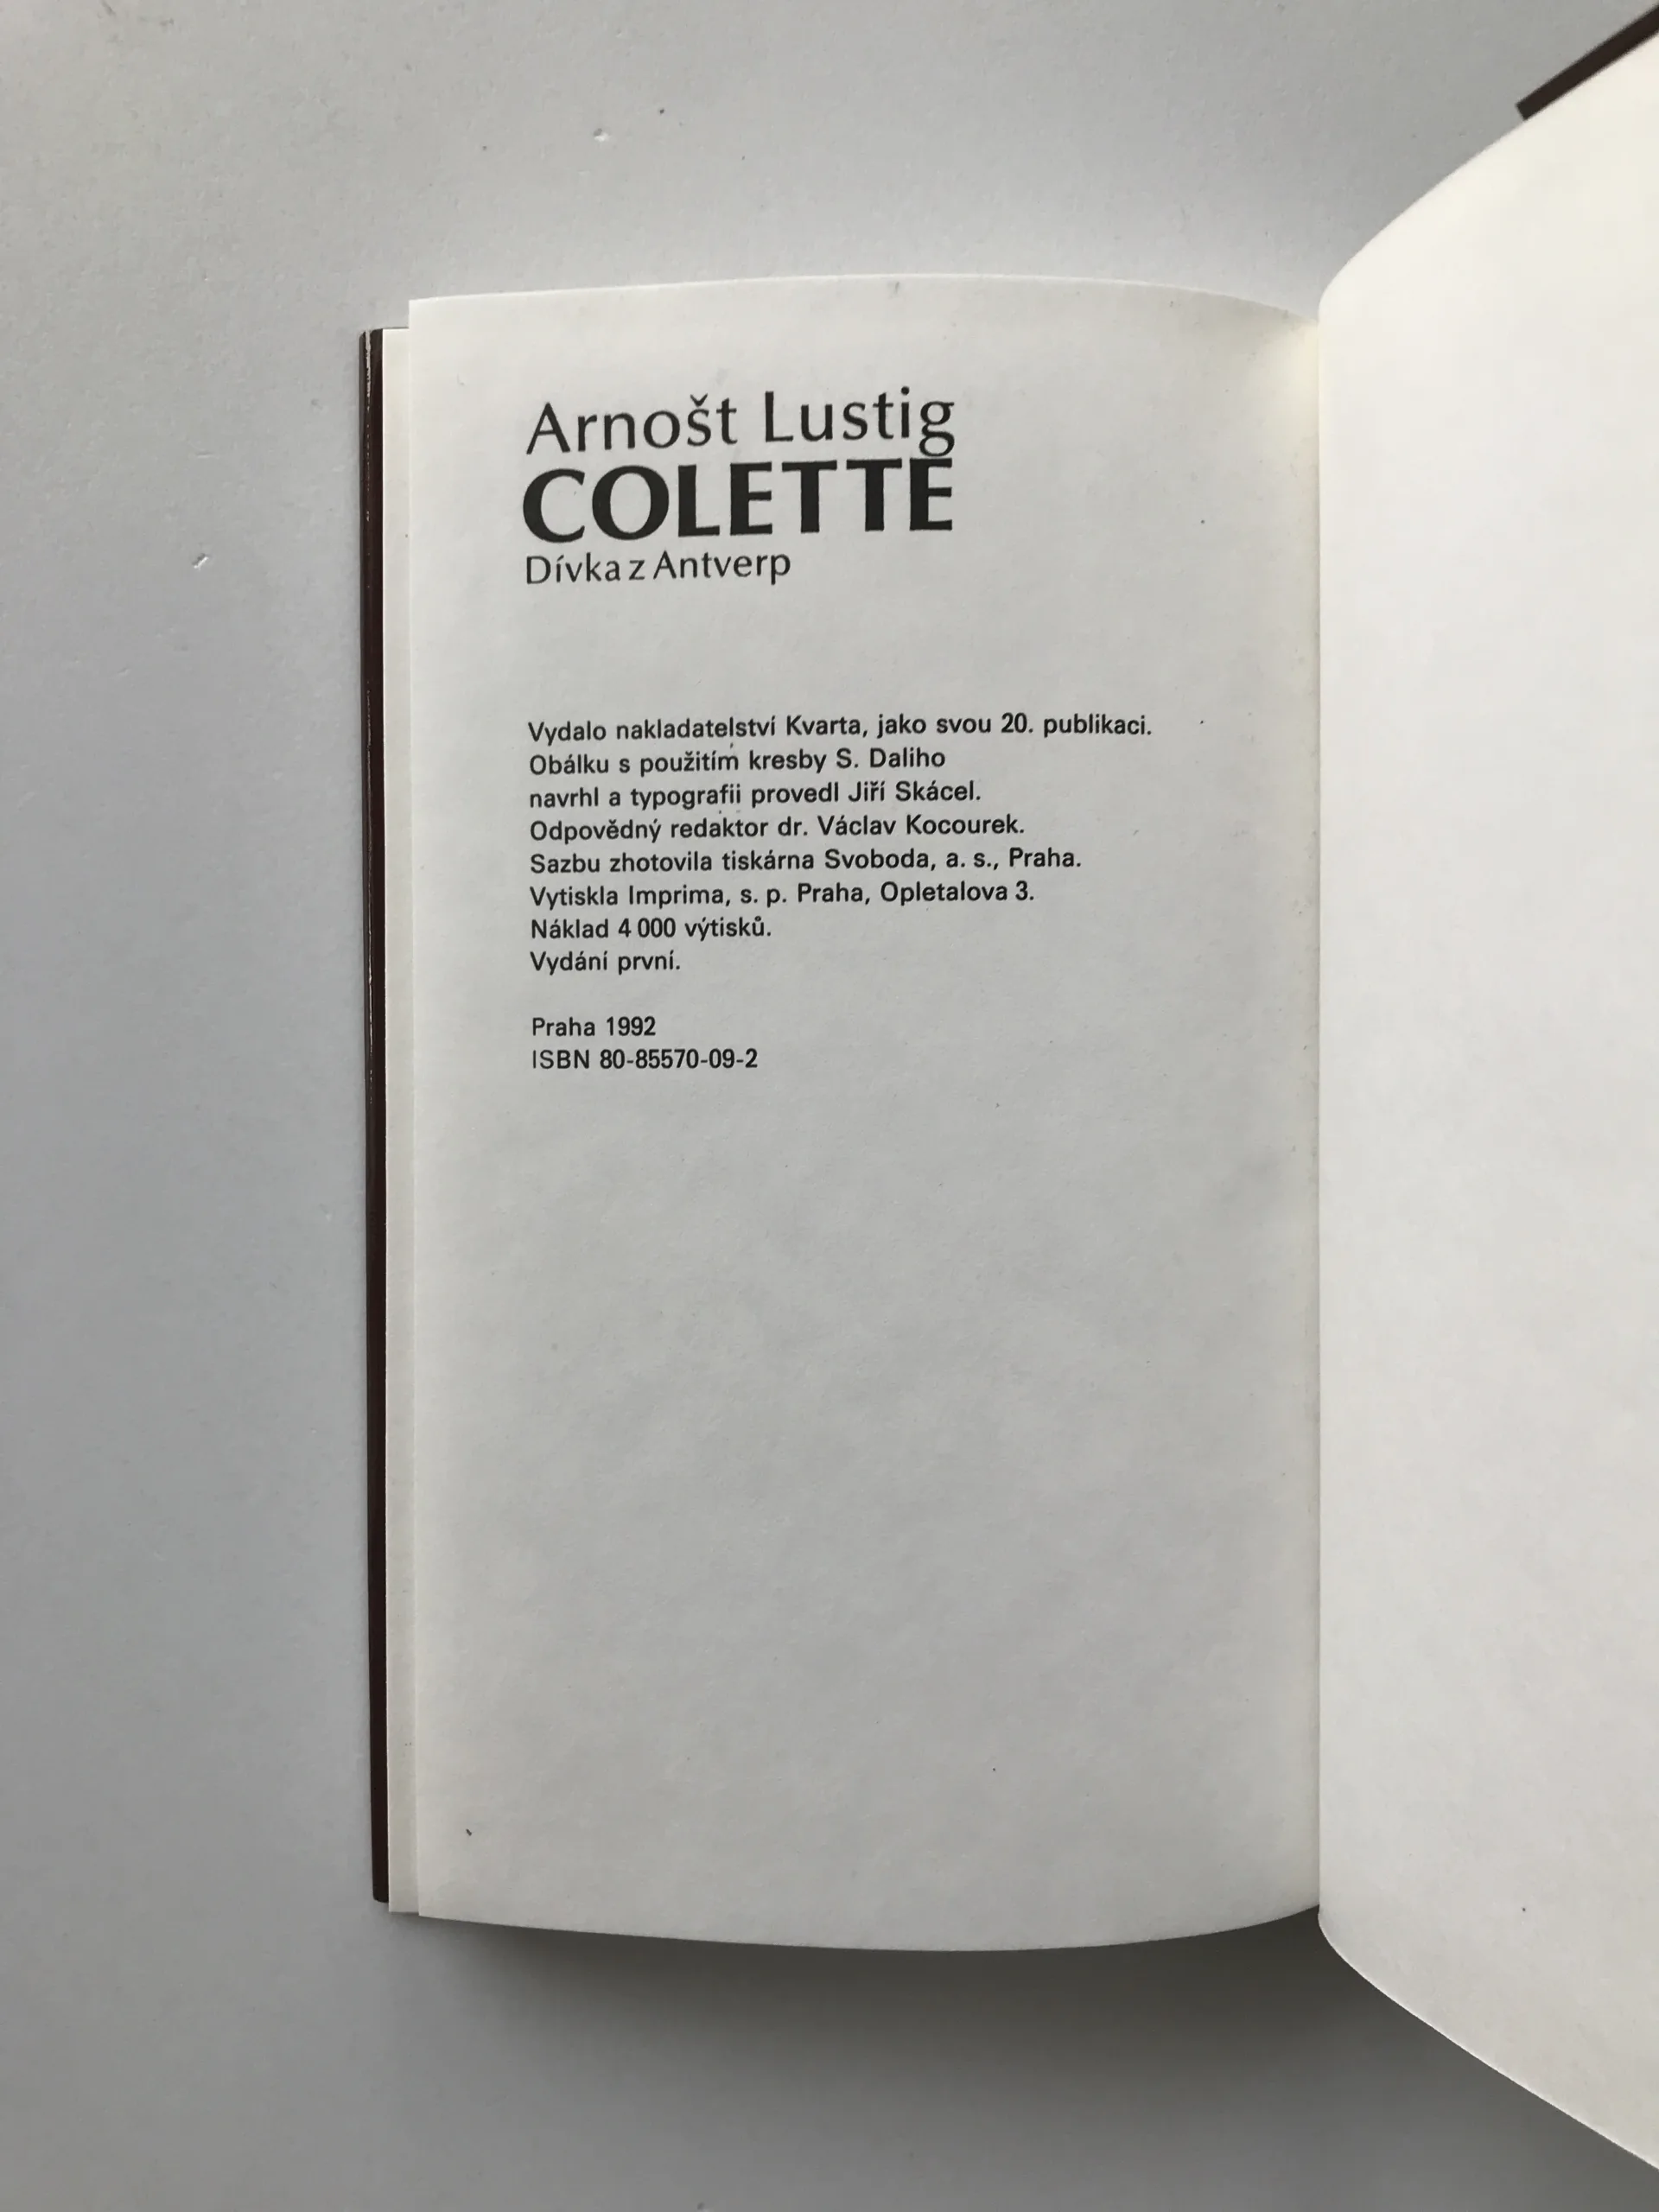 Arnošt Lustig
COLETTE
Dívka z Antverp
Vydalo nakladatelství Kvarta, jako svou 20. publikaci.
Obálku s použitím kresby S. Daliho
navrhl a typografii provedl Jiří Skácel.
Odpovědný redaktor dr. Václav Kocourek.
Sazbu zhotovila tiskárna Svoboda, a. s., Praha.
Vytiskla Imprima, s. p. Praha, Opletalova 3.
Náklad 4 000 výtisků.
Vydání první.
Praha 1992
ISBN 80-85570-09-2